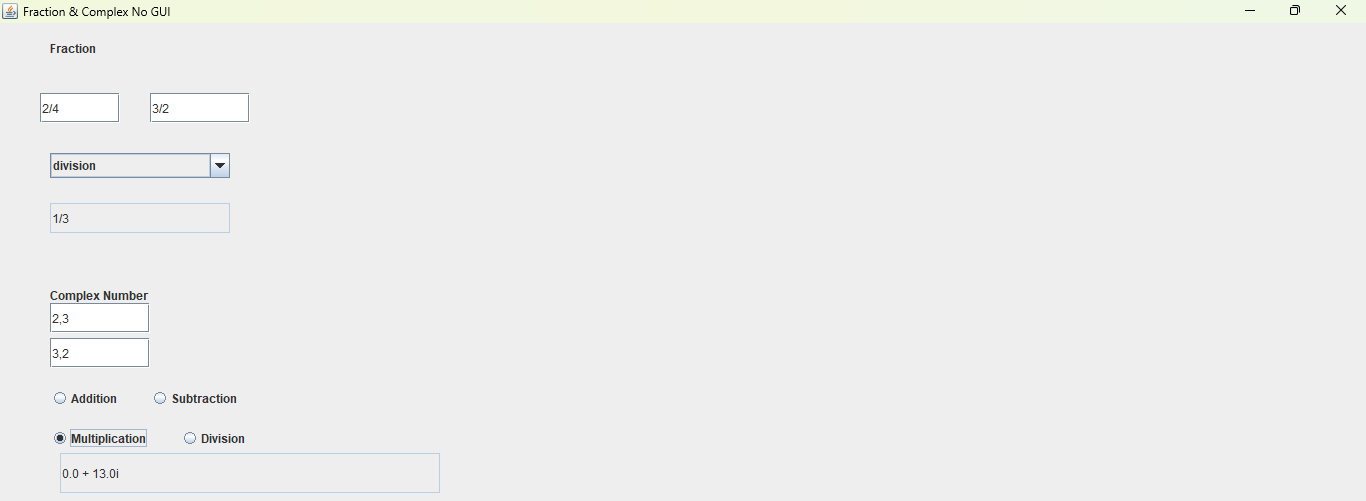 Fraction & Complex No GUI
Fraction
2/4 3/2
division
1/3
Complex Number
2,3
3,2
Addition Subtraction
Multiplication Division
0.0 + 13.0i